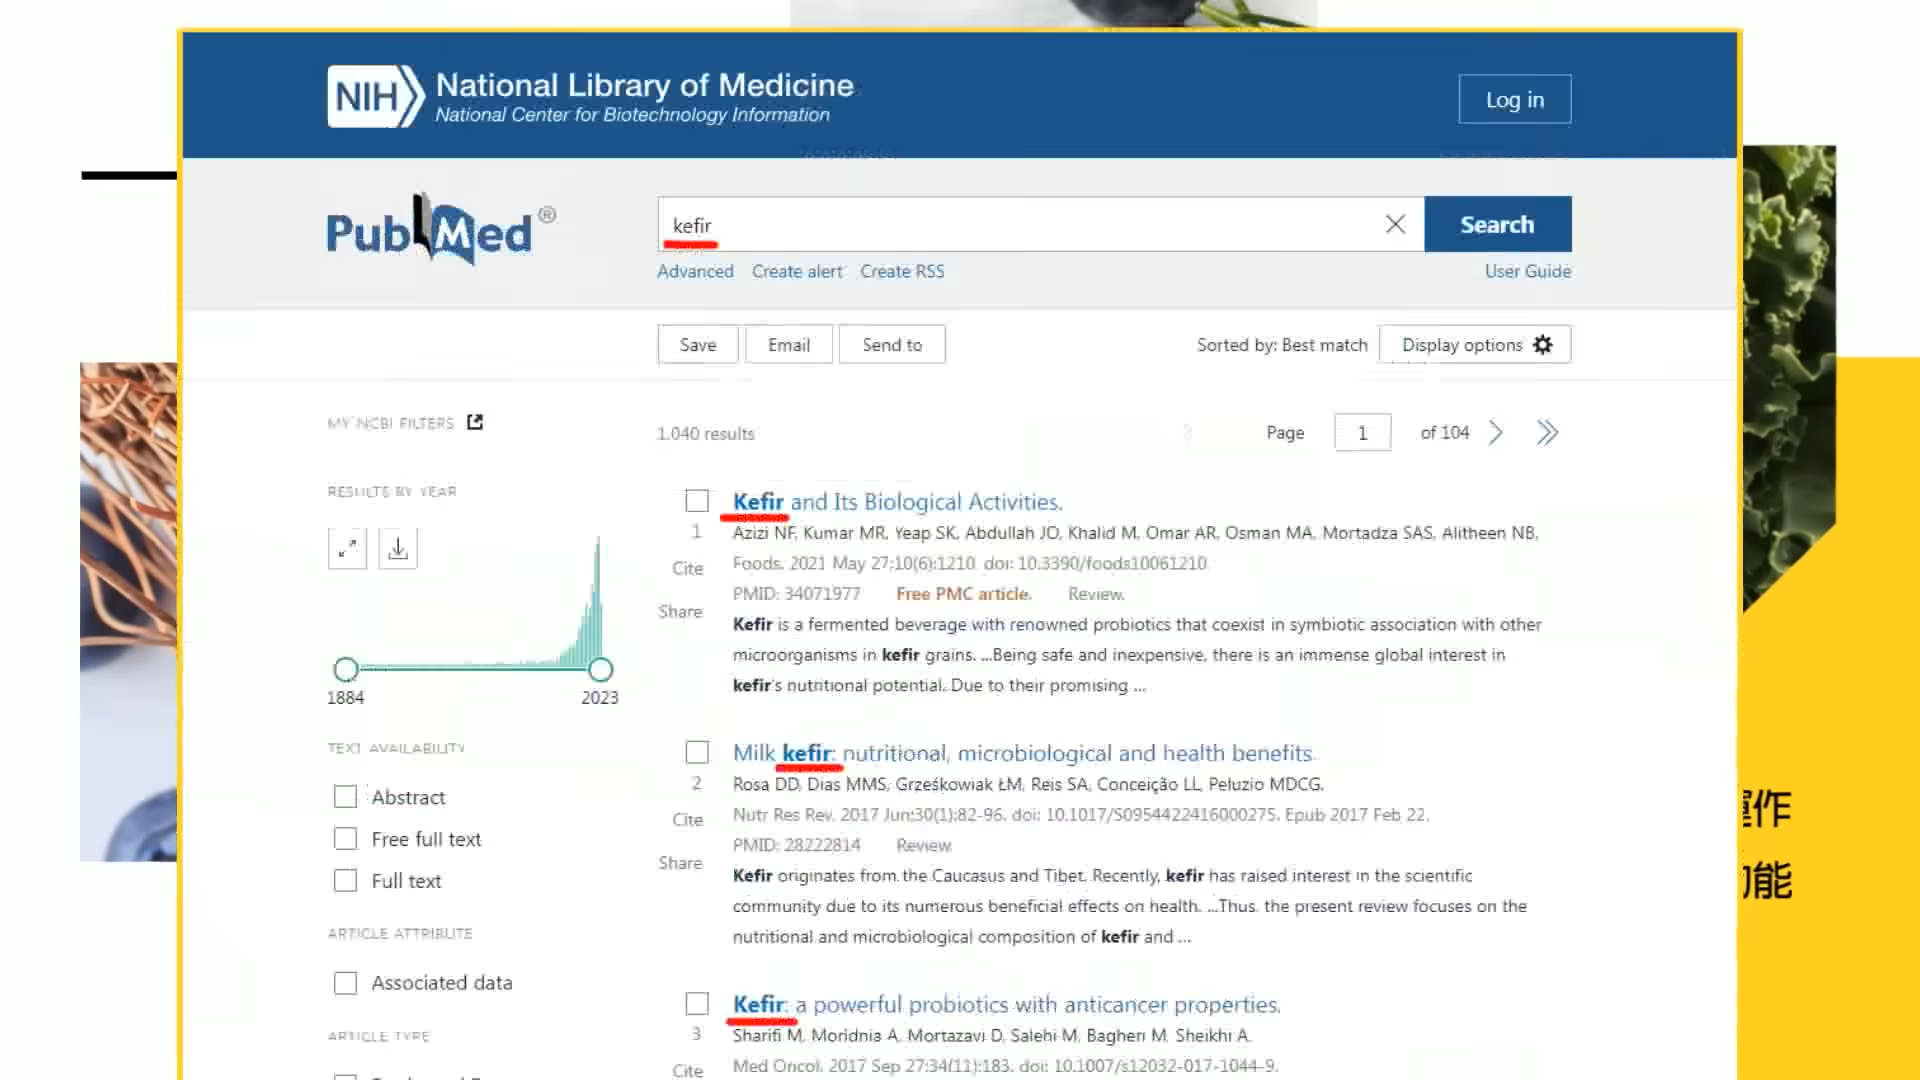 NIH National Library of Medicine
National Center for Biotechnology Information
Log in
PubMed®
kefir
Search
Advanced Create alert Create RSS
User Guide
Save Email Send to
Sorted by: Best match Display options
MY NCBI FILTERS
1,040 results
Page 1 of 104
RESULTS BY YEAR
1884 2023
Kefir and Its Biological Activities.
1 Azizi NF, Kumar MR, Yeap SK, Abdullah JO, Khalid M, Omar AR, Osman MA, Mortadza SAS, Alitheen NB.
Cite Foods. 2021 May 27;10(6):1210. doi: 10.3390/foods10061210.
PMID: 34071977 Free PMC article. Review.
Share
Kefir is a fermented beverage with renowned probiotics that coexist in symbiotic association with other
microorganisms in kefir grains. ...Being safe and inexpensive, there is an immense global interest in
kefir's nutritional potential. Due to their promising ...
TEXT AVAILABILITY
Abstract
Free full text
Full text
Milk kefir: nutritional, microbiological and health benefits.
2 Rosa DD, Dias MMS, Grześkowiak ŁM, Reis SA, Conceição LL, Peluzio MDCG.
Cite Nutr Res Rev. 2017 Jun;30(1):82-96. doi: 10.1017/S0954422416000275. Epub 2017 Feb 22.
PMID: 28222814 Review.
Share
Kefir originates from the Caucasus and Tibet. Recently, kefir has raised interest in the scientific
community due to its numerous beneficial effects on health. ...Thus, the present review focuses on the
nutritional and microbiological composition of kefir and ...
ARTICLE ATTRIBUTE
Associated data
ARTICLE TYPE
Kefir: a powerful probiotics with anticancer properties.
3 Sharifi M, Moridnia A, Mortazavi D, Salehi M, Bagheri M, Sheikhi A.
Cite Med Oncol. 2017 Sep 27;34(11):183. doi: 10.1007/s12032-017-1044-9.
作
能